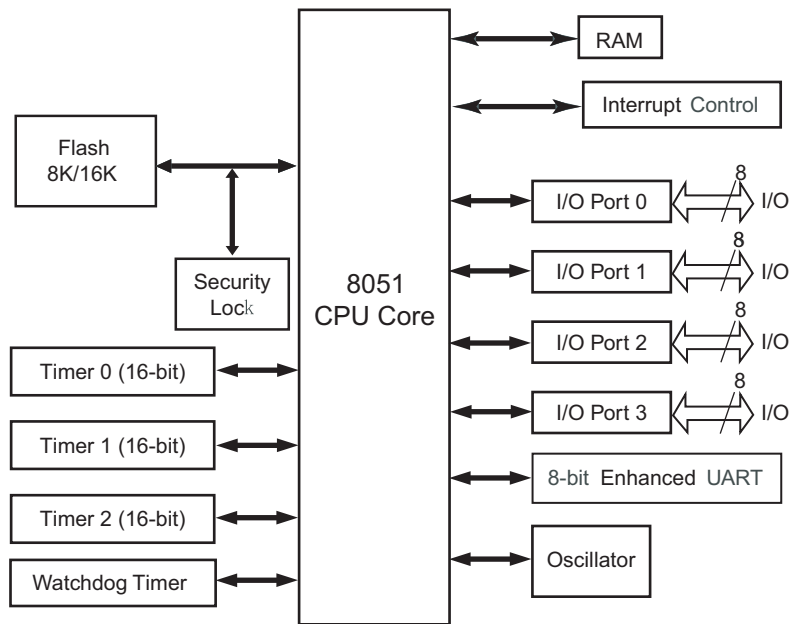 RAM
Interrupt Control
Flash
8K/16K
Security
Lock
8051
CPU Core
I/O Port 0
8
I/O
I/O Port 1
8
I/O
I/O Port 2
8
I/O
I/O Port 3
8
I/O
Timer 0 (16-bit)
Timer 1 (16-bit)
Timer 2 (16-bit)
Watchdog Timer
8-bit Enhanced UART
Oscillator